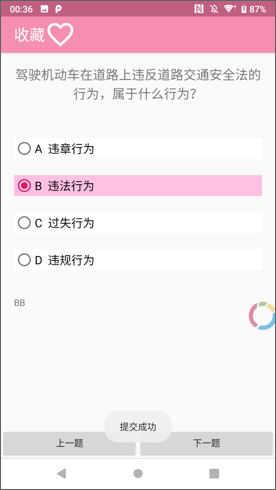 00:36 87%
收藏
驾驶机动车在道路上违反道路交通安全法的
行为，属于什么行为？
A 违章行为
B 违法行为
C 过失行为
D 违规行为
BB
提交成功
上一题 下一题